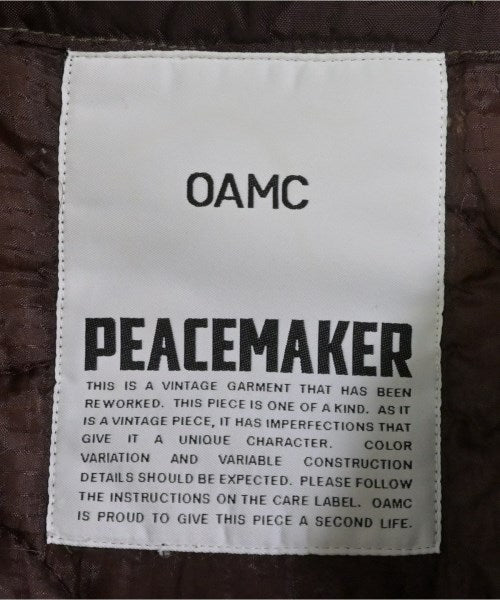 OAMC
PEACEMAKER
THIS IS A VINTAGE GARMENT THAT HAS BEEN
REWORKED. THIS PIECE IS ONE OF A KIND. AS IT
IS A VINTAGE PIECE, IT HAS IMPERFECTIONS THAT
GIVE IT A UNIQUE CHARACTER. COLOR
VARIATION AND VARIABLE CONSTRUCTION
DETAILS SHOULD BE EXPECTED. PLEASE FOLLOW
THE INSTRUCTIONS ON THE CARE LABEL. OAMC
IS PROUD TO GIVE THIS PIECE A SECOND LIFE.